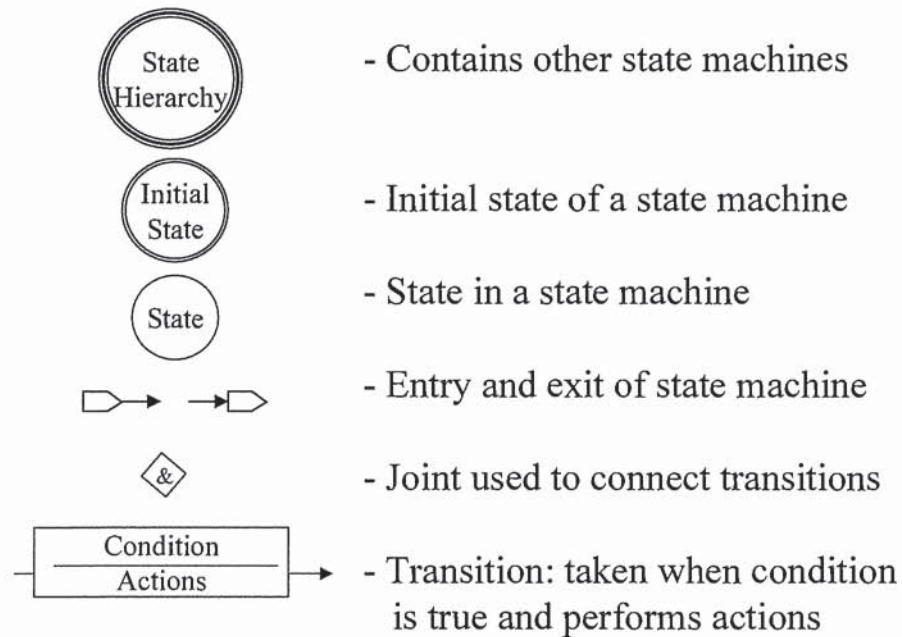 State
Hierarchy
- Contains other state machines
Initial
State
- Initial state of a state machine
State
- State in a state machine
- Entry and exit of state machine
&
- Joint used to connect transitions
Condition
Actions
- Transition: taken when condition
is true and performs actions